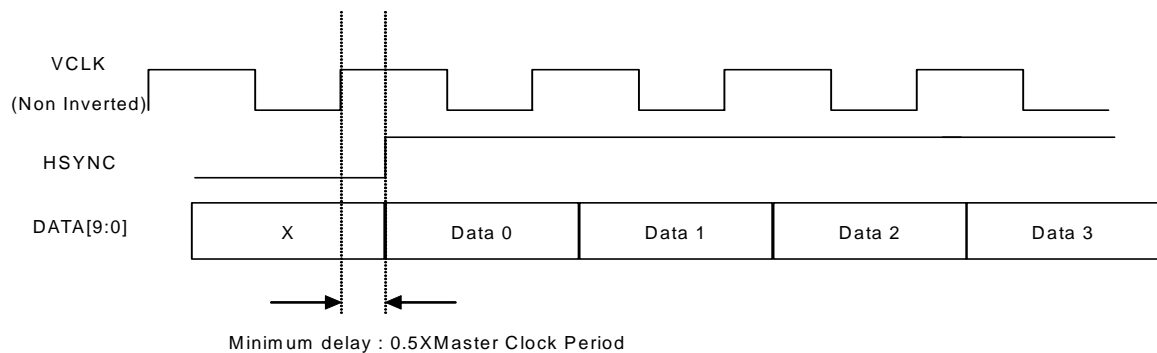 VCLK
(Non Inverted)
HSYNC
DATA[9:0]
X
Data 0
Data 1
Data 2
Data 3
Minimum delay : 0.5XMaster Clock Period